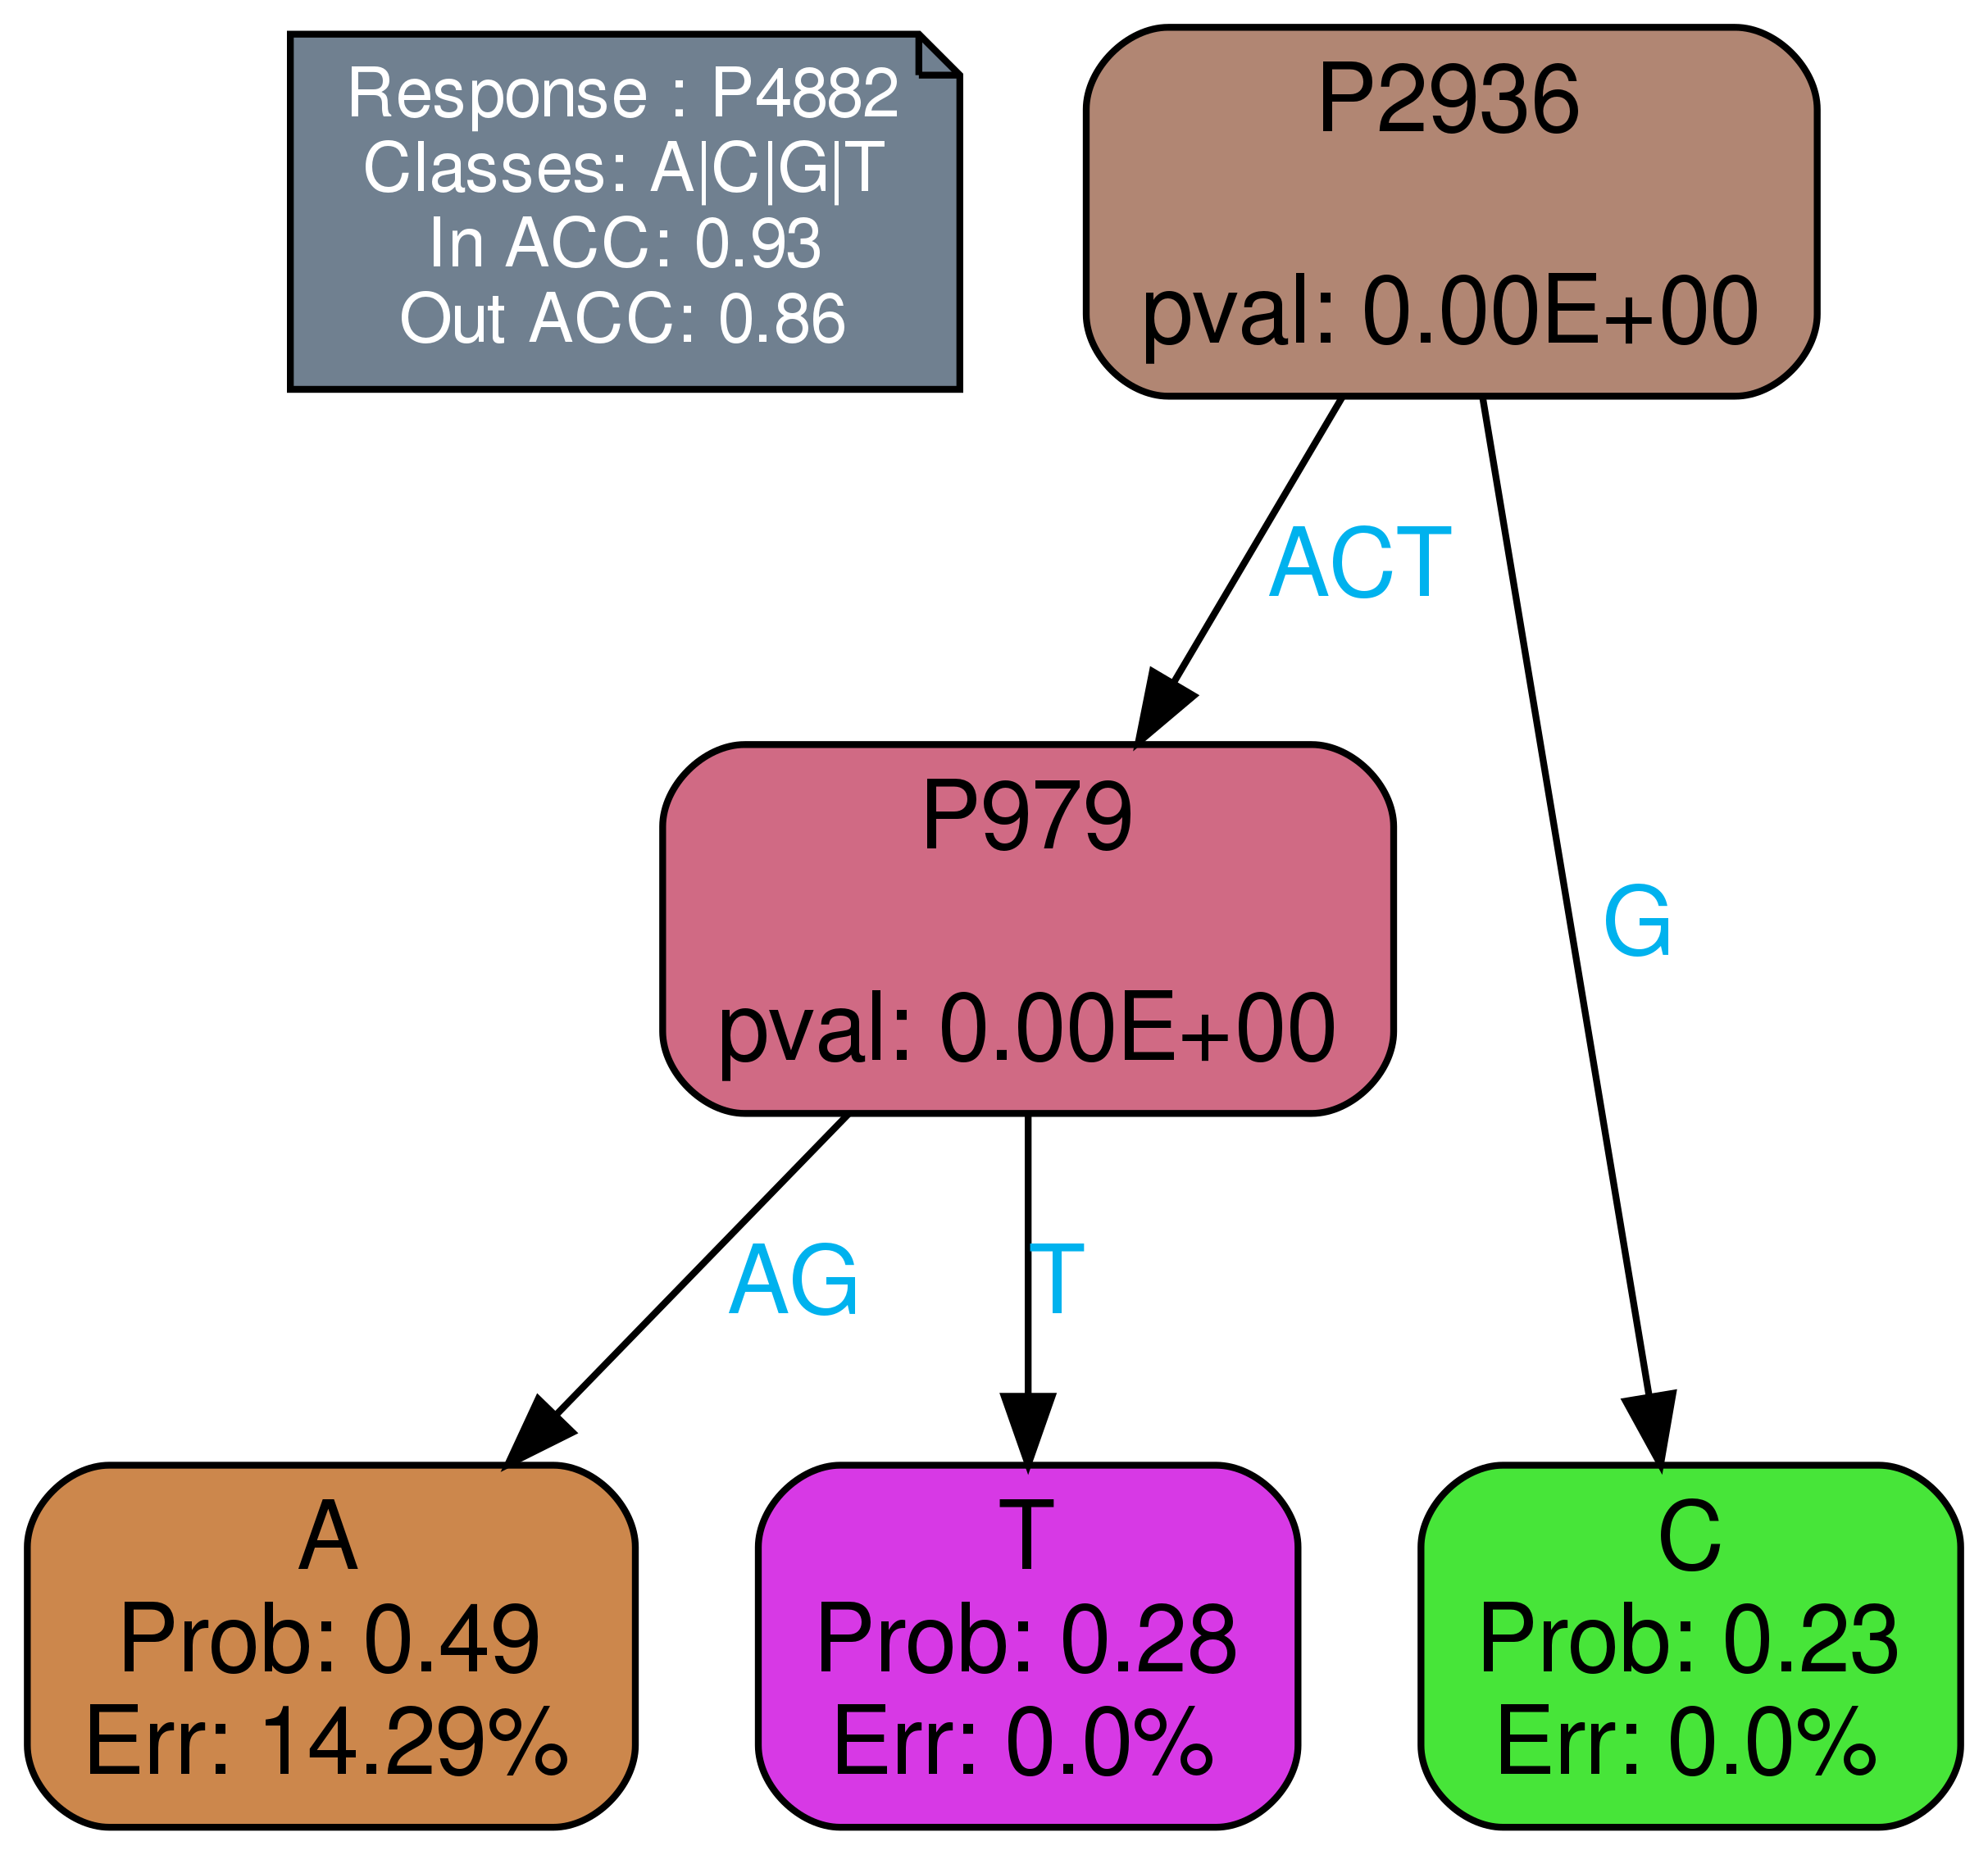 Response : P4882
Classes: A|C|G|T
In ACC: 0.93
Out ACC: 0.86
P2936
pval: 0.00E+00
ACT
P979
pval: 0.00E+00
G
AG
T
A
Prob: 0.49
Err: 14.29%
T
Prob: 0.28
Err: 0.0%
C
Prob: 0.23
Err: 0.0%